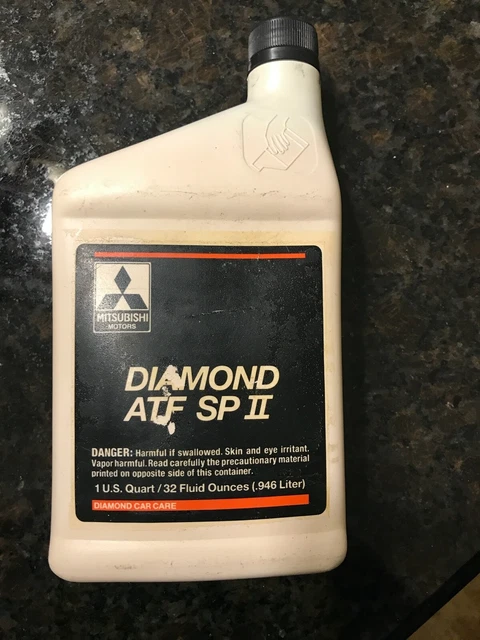 MITSUBISHI
MOTORS
DIAMOND
ATF SP II
DANGER: Harmful if swallowed. Skin and eye irritant.
Vapor harmful. Read carefully the precautionary material
printed on opposite side of this container.
1 U.S. Quart / 32 Fluid Ounces (.946 Liter)
DIAMOND CAR CARE